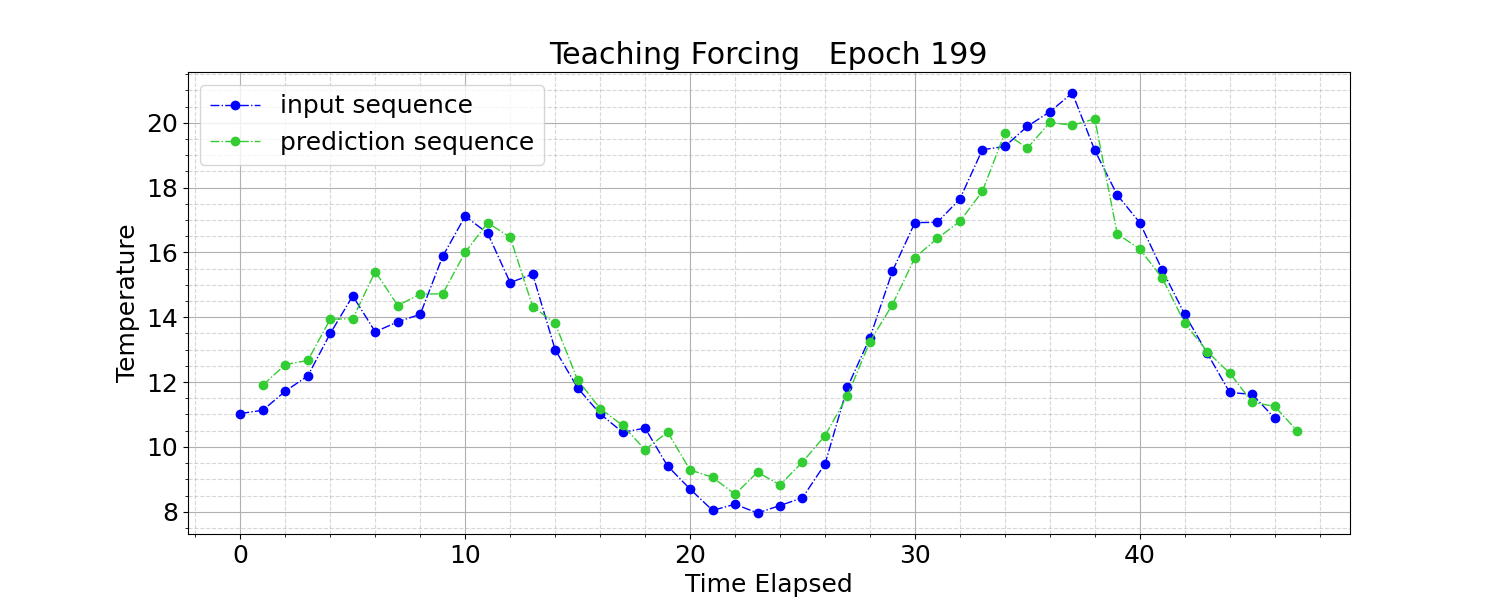 Teaching Forcing   Epoch 199
input sequence
prediction sequence
Temperature
20
18
16
14
12
10
8
0 10 20 30 40
Time Elapsed